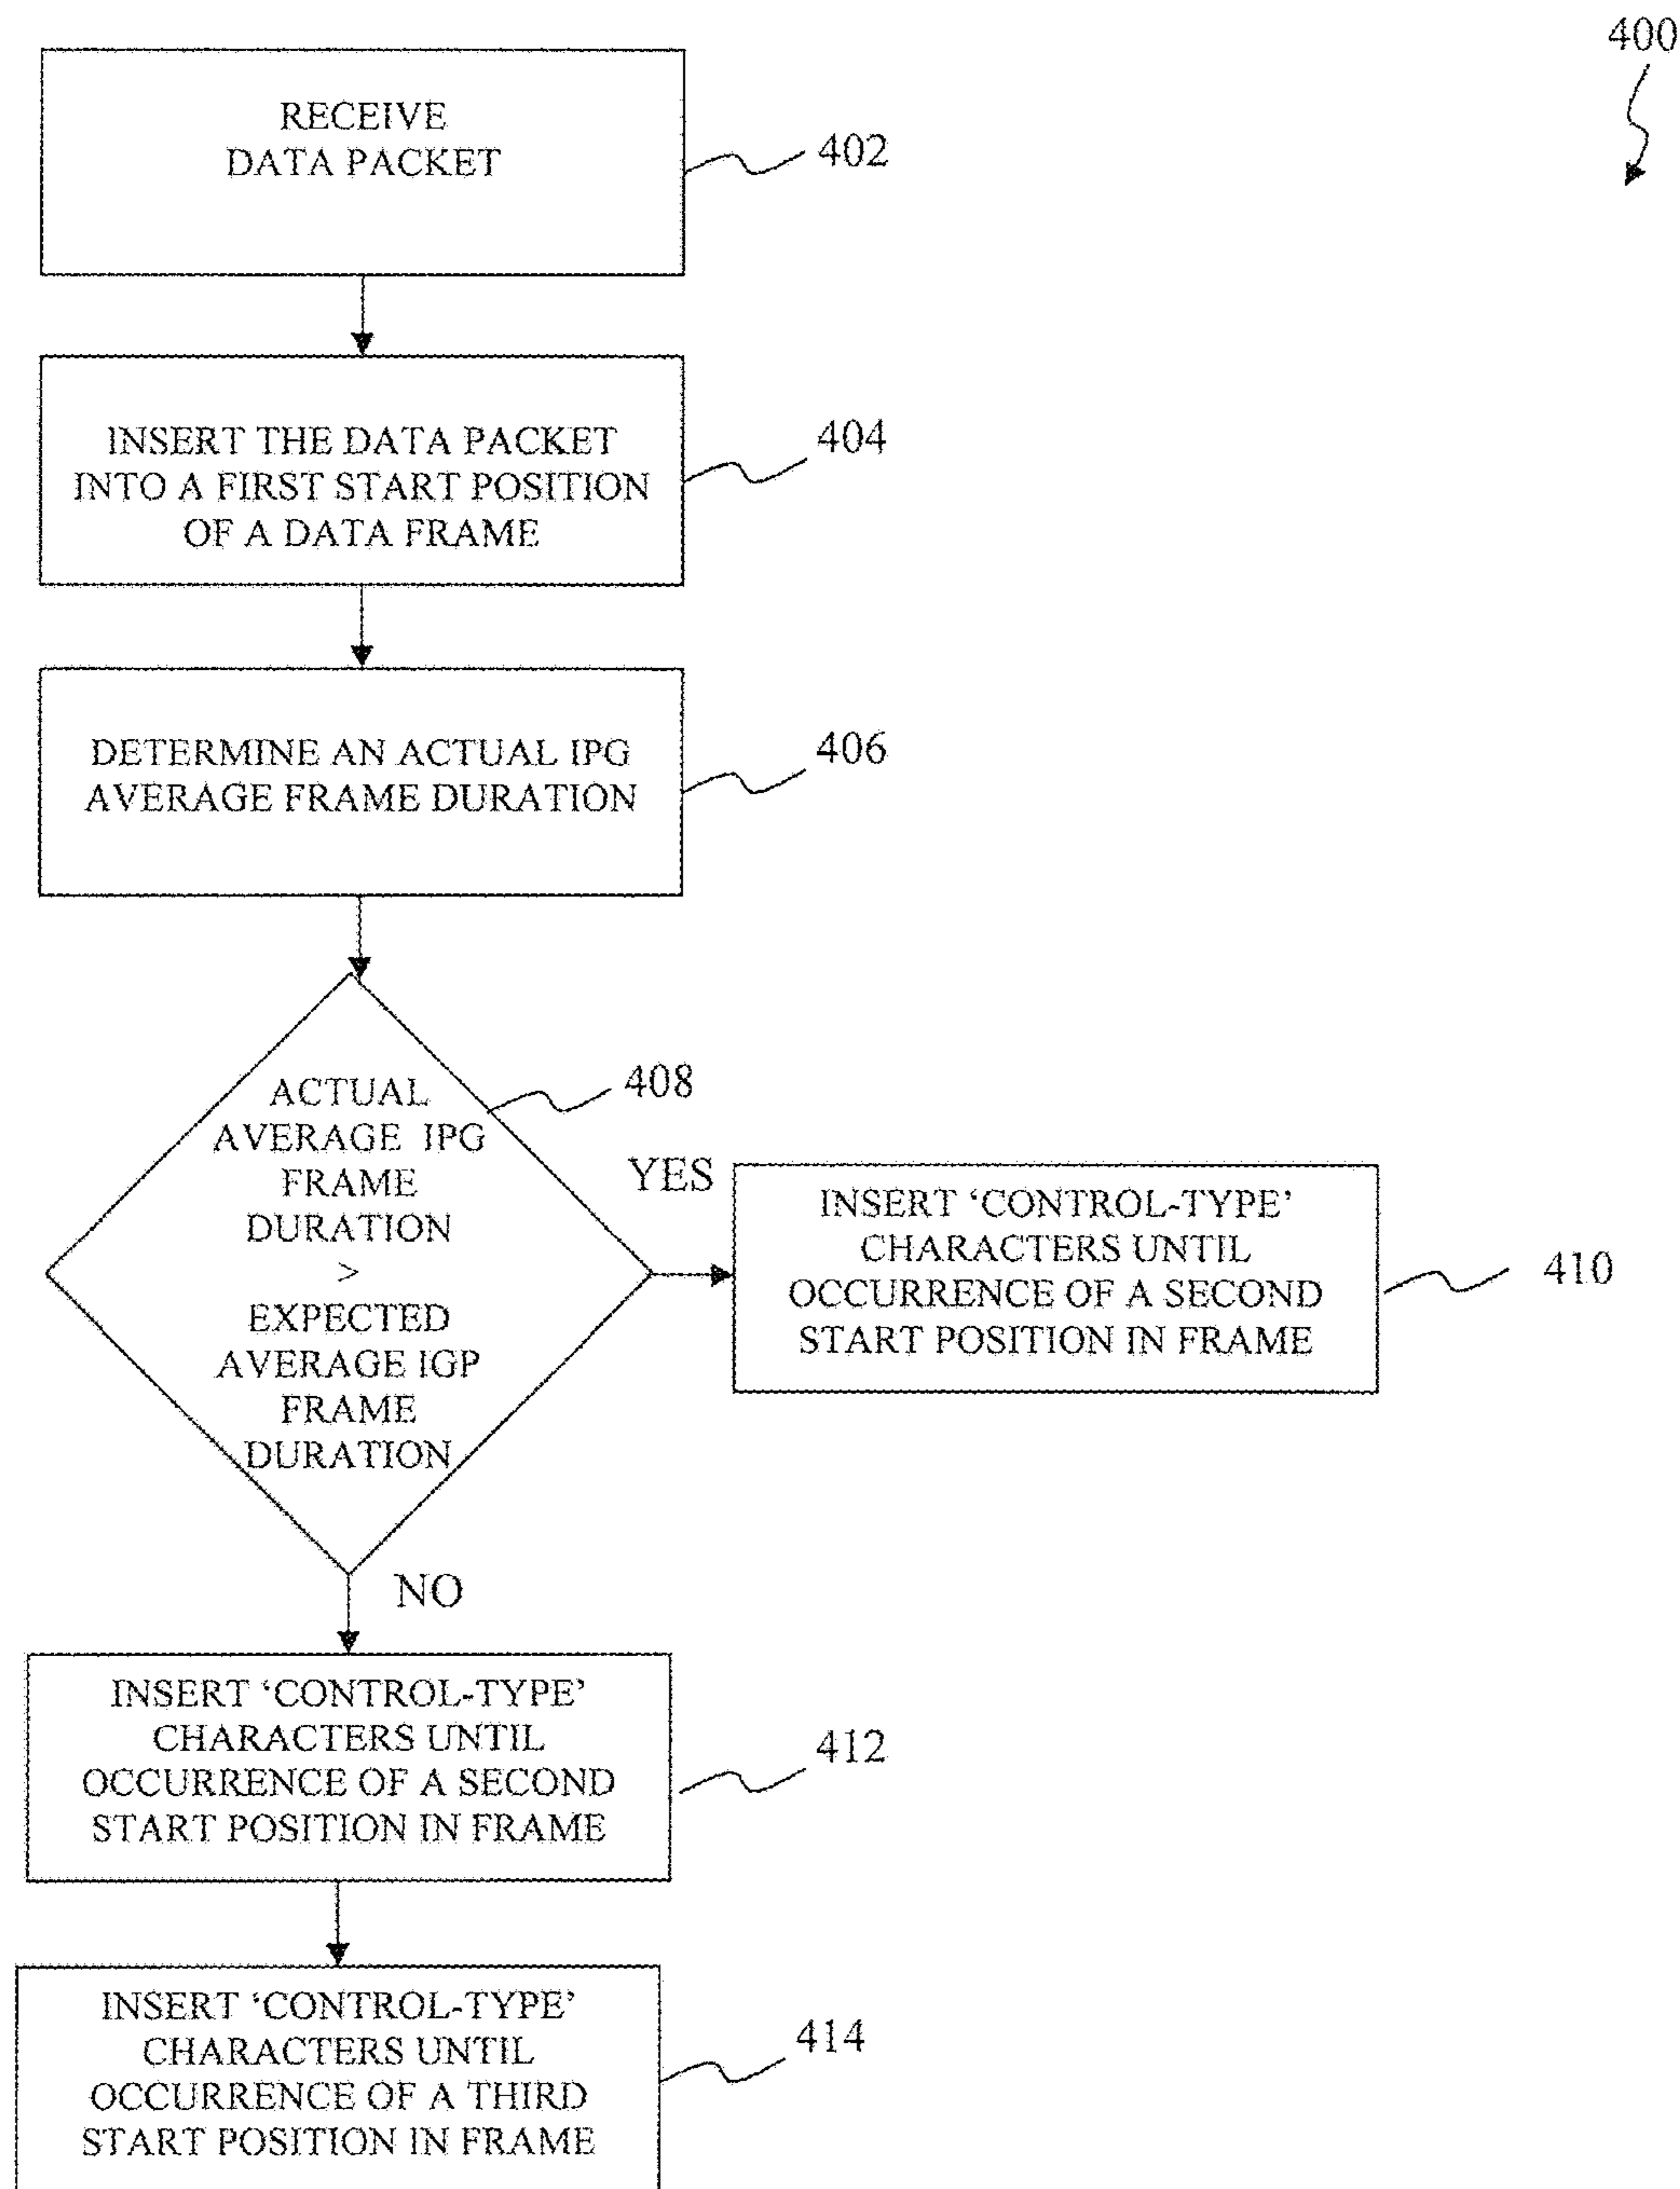 400
RECEIVE
DATA PACKET
402
INSERT THE DATA PACKET
INTO A FIRST START POSITION
OF A DATA FRAME
404
DETERMINE AN ACTUAL IPG
AVERAGE FRAME DURATION
406
ACTUAL
AVERAGE IPG
FRAME
DURATION
>
EXPECTED
AVERAGE IGP
FRAME
DURATION
408
YES
INSERT ‘CONTROL-TYPE’
CHARACTERS UNTIL
OCCURRENCE OF A SECOND
START POSITION IN FRAME
410
NO
INSERT ‘CONTROL-TYPE’
CHARACTERS UNTIL
OCCURRENCE OF A SECOND
START POSITION IN FRAME
412
INSERT ‘CONTROL-TYPE’
CHARACTERS UNTIL
OCCURRENCE OF A THIRD
START POSITION IN FRAME
414